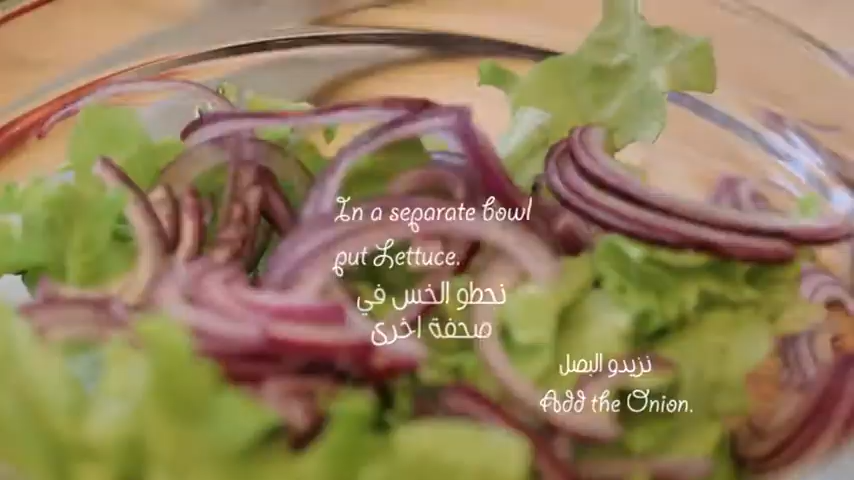 In a separate bowl
put Lettuce.
نحطو الخس في
صحفة اخرى
نزيدو البصل
Add the Onion.